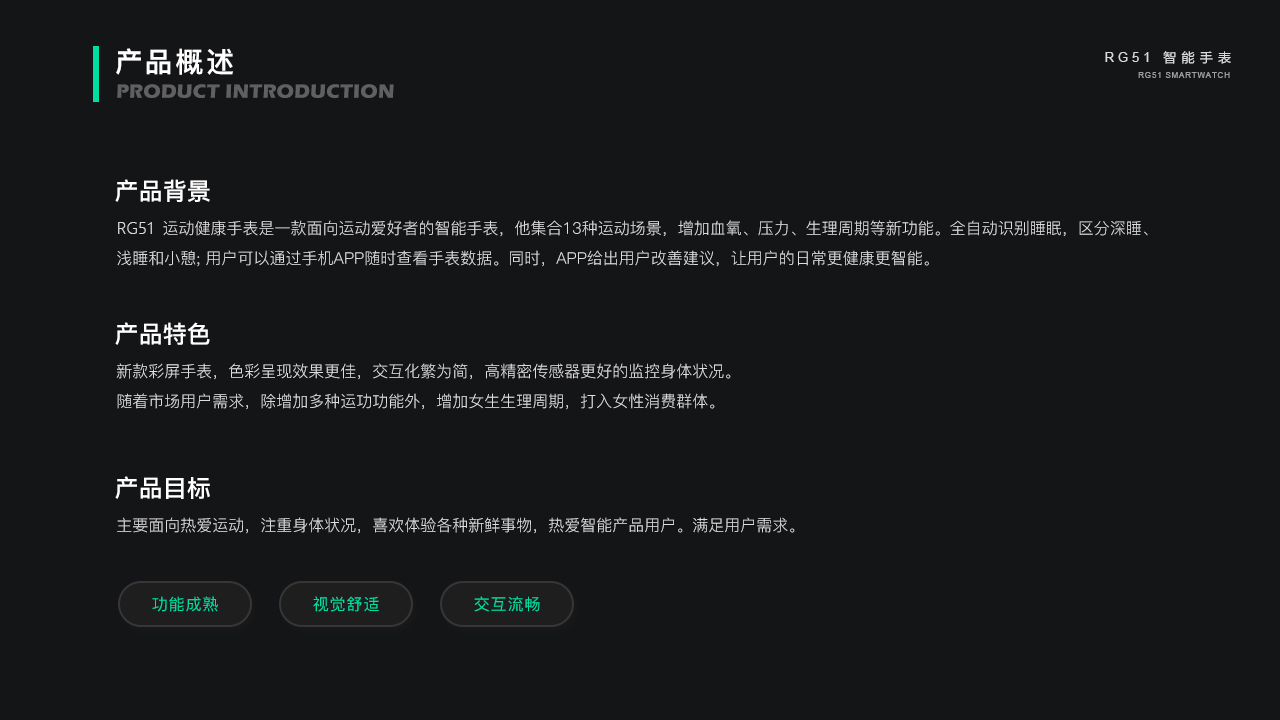 产品概述
PRODUCT INTRODUCTION
RG51 智能手表
RG51 SMARTWATCH
产品背景
RG51 运动健康手表是一款面向运动爱好者的智能手表，他集合13种运动场景，增加血氧、压力、生理周期等新功能。全自动识别睡眠，区分深睡、
浅睡和小憩; 用户可以通过手机APP随时查看手表数据。同时，APP给出用户改善建议，让用户的日常更健康更智能。
产品特色
新款彩屏手表，色彩呈现效果更佳，交互化繁为简，高精密传感器更好的监控身体状况。
随着市场用户需求，除增加多种运功功能外，增加女生生理周期，打入女性消费群体。
产品目标
主要面向热爱运动，注重身体状况，喜欢体验各种新鲜事物，热爱智能产品用户。满足用户需求。
功能成熟
视觉舒适
交互流畅